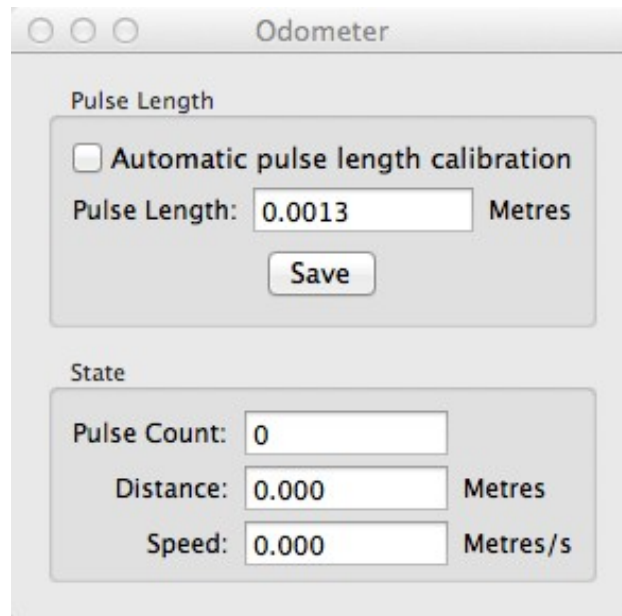 Odometer
Pulse Length
Automatic pulse length calibration
Pulse Length: 0.0013 Metres
Save
State
Pulse Count: 0
Distance: 0.000 Metres
Speed: 0.000 Metres/s